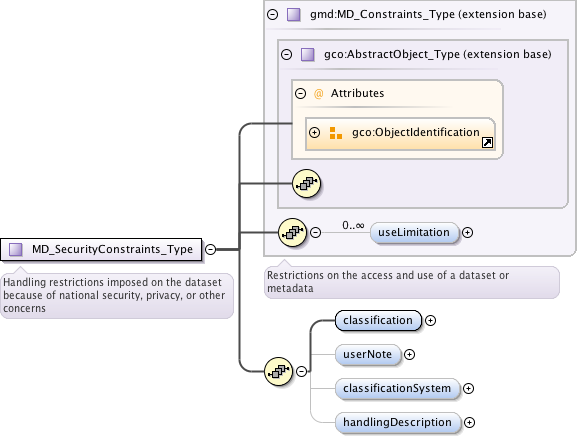 gmd:MD_Constraints_Type (extension base)
gco:AbstractObject_Type (extension base)
@ Attributes
gco:ObjectIdentification
0..∞
useLimitation
MD_SecurityConstraints_Type
Handling restrictions imposed on the dataset
because of national security, privacy, or other
concerns
Restrictions on the access and use of a dataset or
metadata
classification
userNote
classificationSystem
handlingDescription